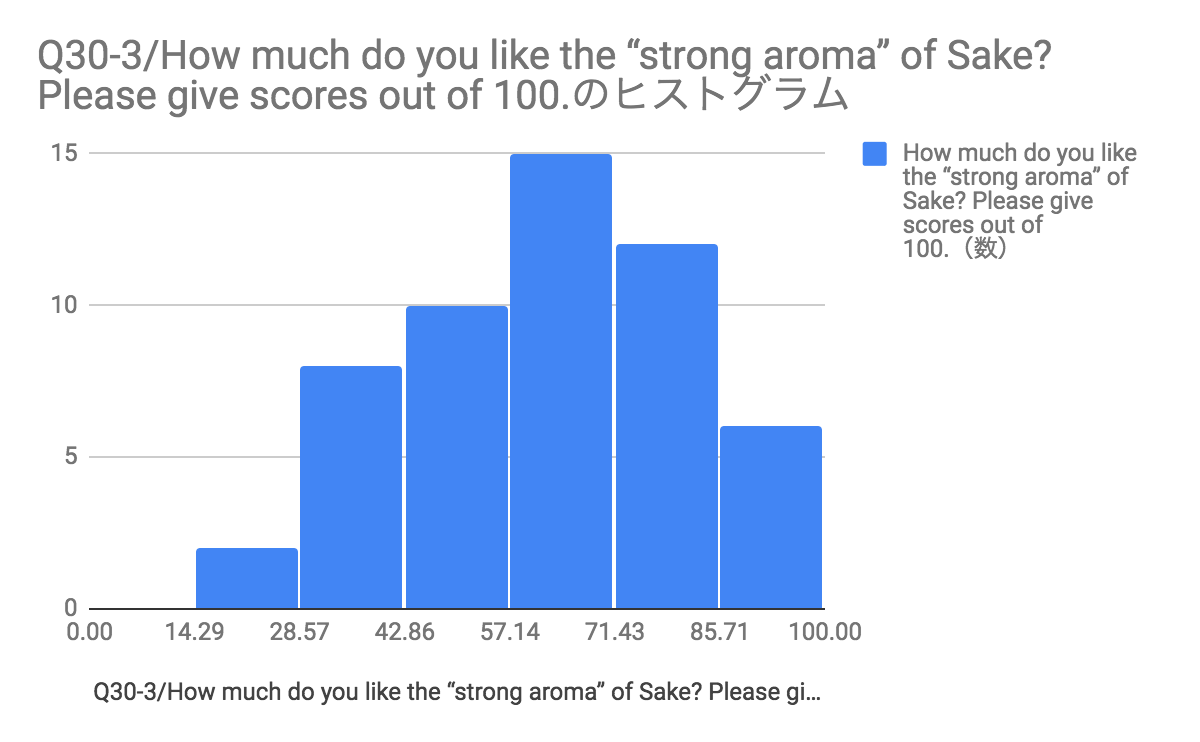 Q30-3/How much do you like the “strong aroma” of Sake?
Please give scores out of 100.のヒストグラム
15
10
5
0
0.00 14.29 28.57 42.86 57.14 71.43 85.71 100.00
Q30-3/How much do you like the “strong aroma” of Sake? Please gi...
How much do you like
the “strong aroma” of
Sake? Please give
scores out of
100.（数）